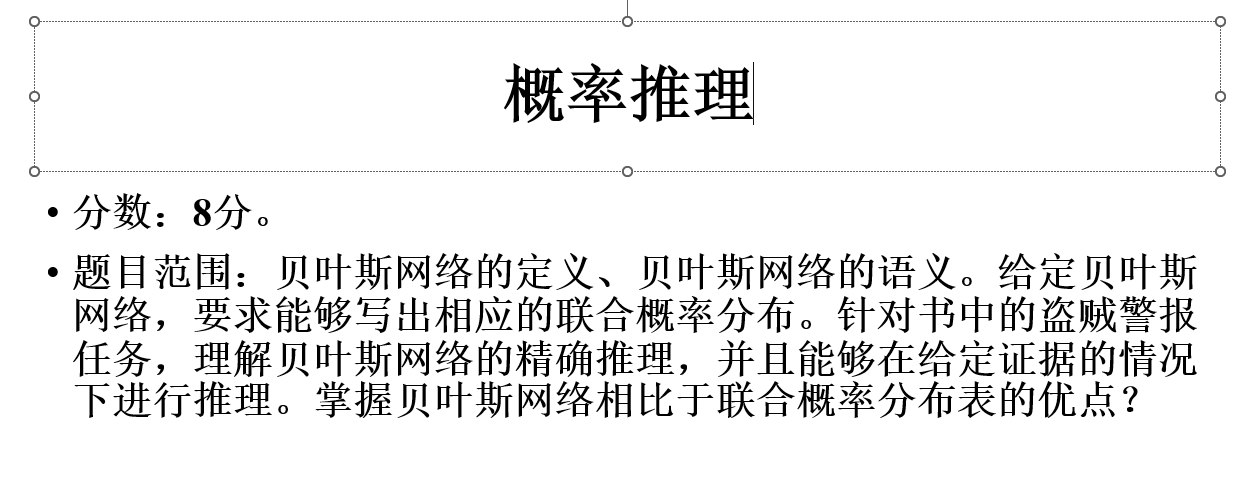 概率推理
• 分数：8分。
• 题目范围：贝叶斯网络的定义、贝叶斯网络的语义。给定贝叶斯
网络，要求能够写出相应的联合概率分布。针对书中的盗贼警报
任务，理解贝叶斯网络的精确推理，并且能够在给定证据的情况
下进行推理。掌握贝叶斯网络相比于联合概率分布表的优点？